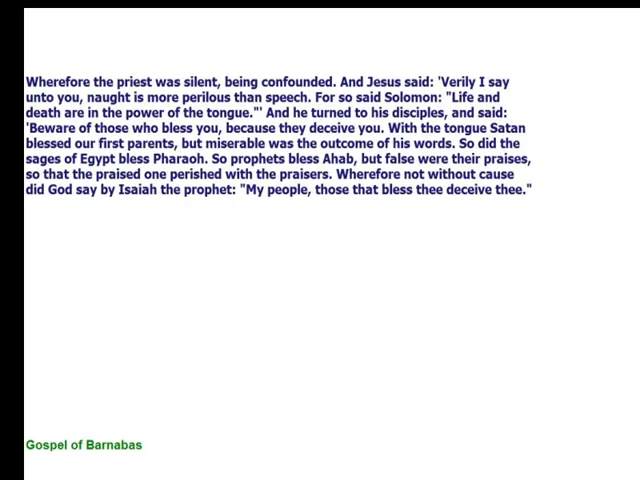 Wherefore the priest was silent, being confounded. And Jesus said: 'Verily I say
unto you, naught is more perilous than speech. For so said Solomon: "Life and
death are in the power of the tongue."' And he turned to his disciples, and said:
'Beware of those who bless you, because they deceive you. With the tongue Satan
blessed our first parents, but miserable was the outcome of his words. So did the
sages of Egypt bless Pharaoh. So prophets bless Ahab, but false were their praises,
so that the praised one perished with the praisers. Wherefore not without cause
did God say by Isaiah the prophet: "My people, those that bless thee deceive thee."
Gospel of Barnabas